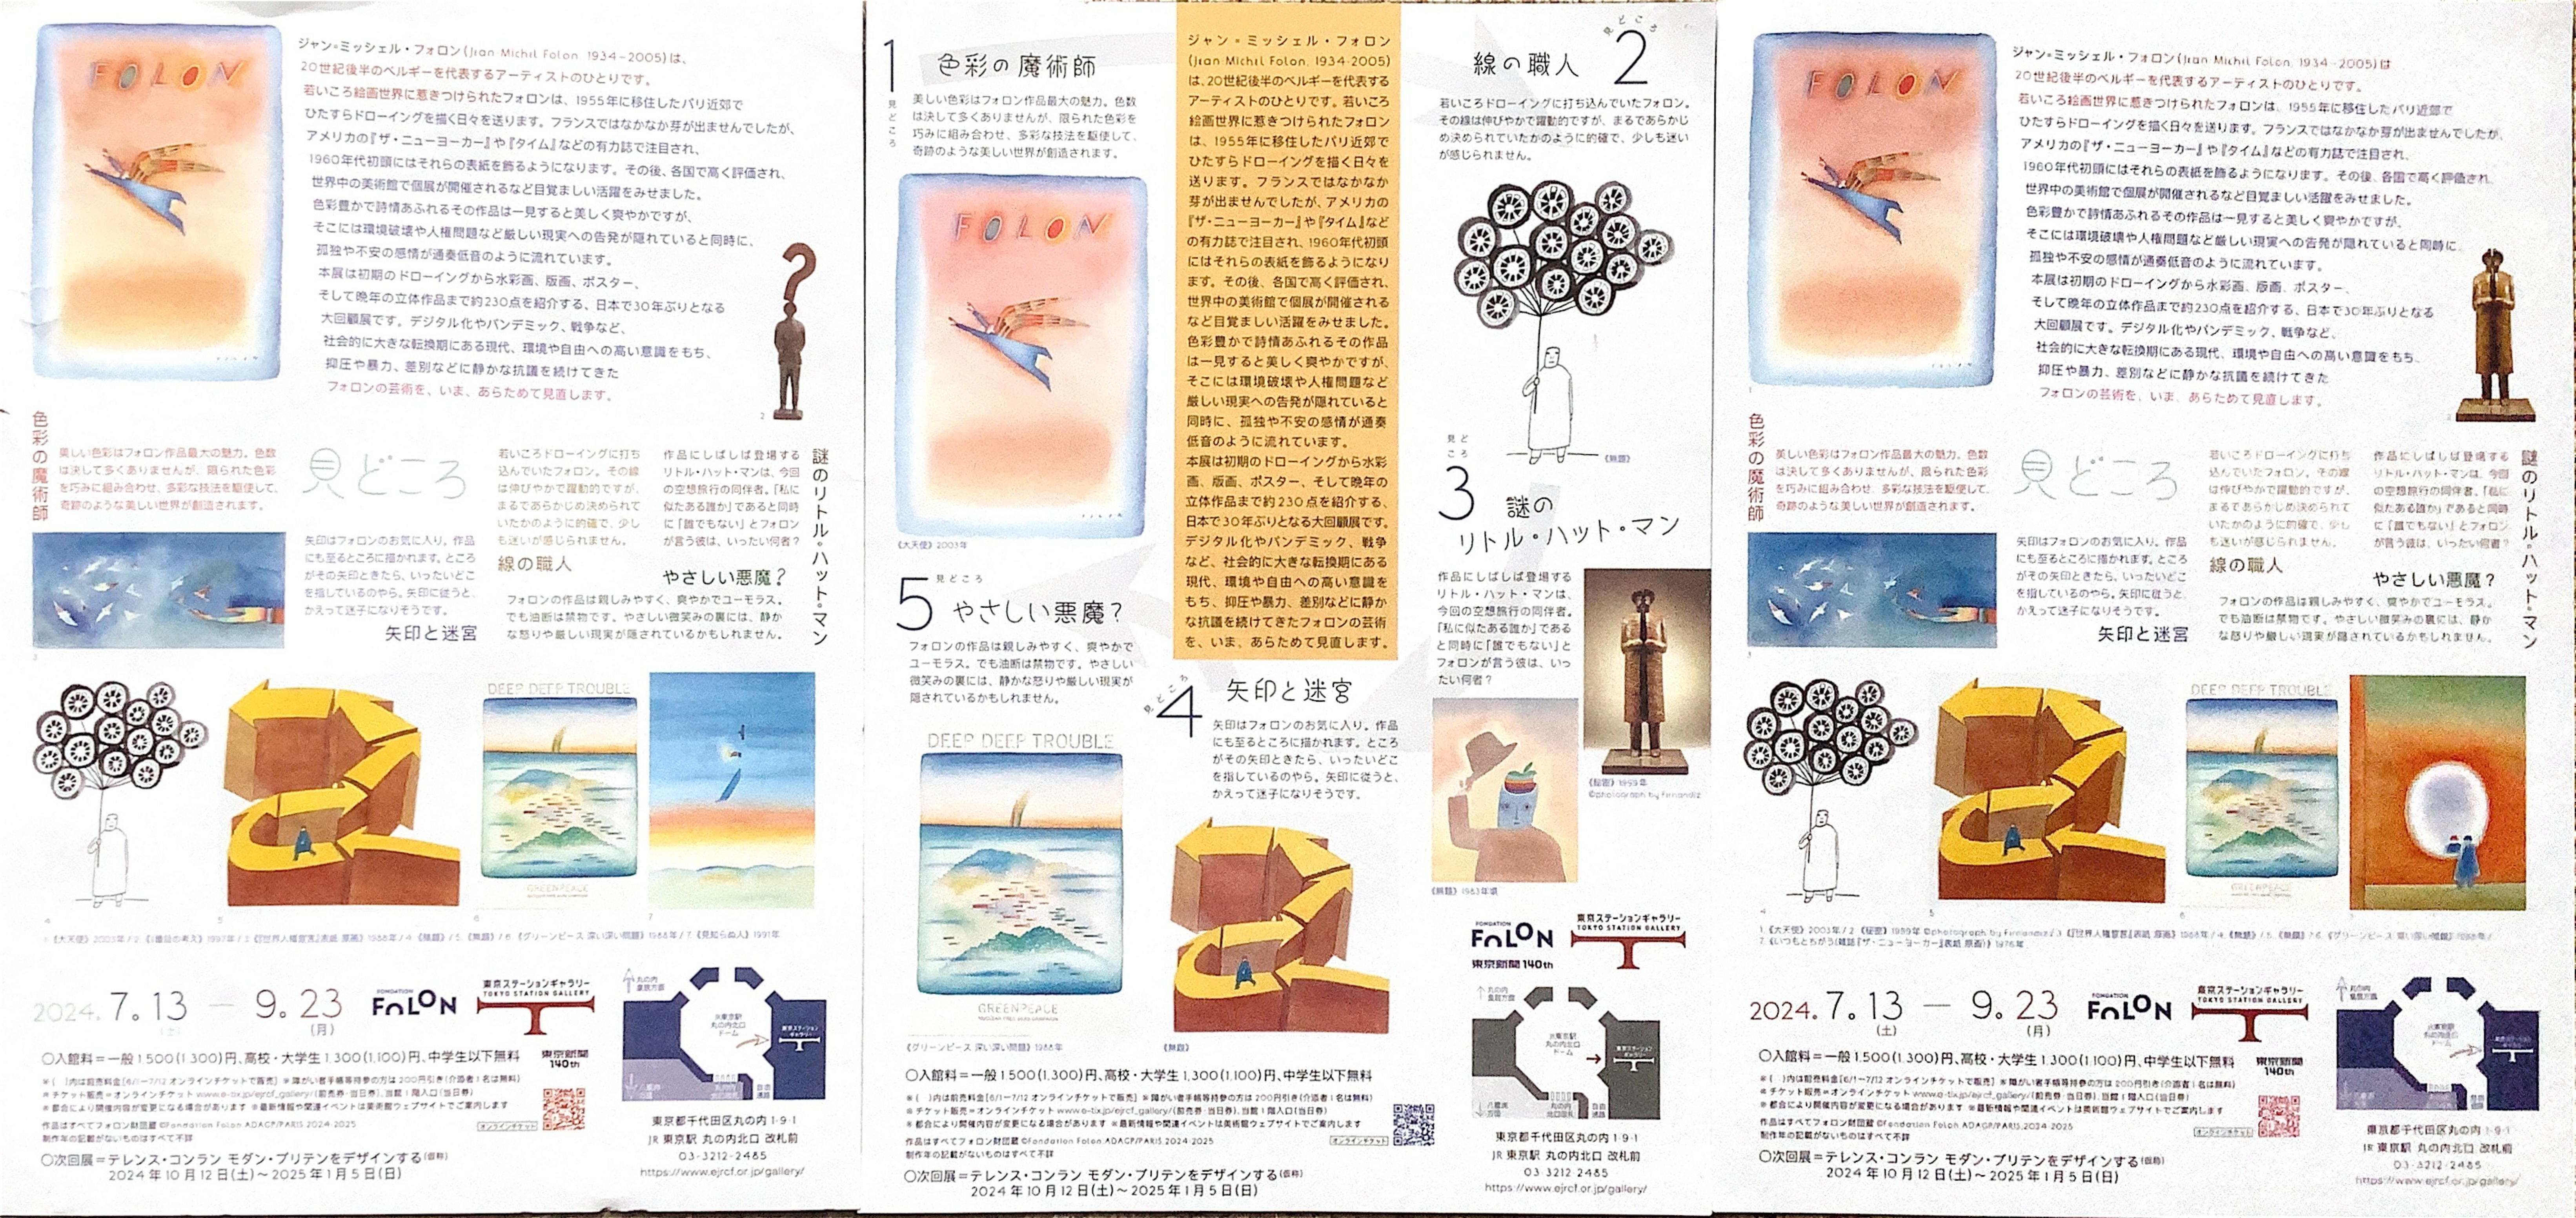 FOLON
ジャン=ミッシェル・フォロン(Jean Michel Folon, 1934-2005)は、
20世紀後半のベルギーを代表するアーティストのひとりです。
若いころ絵画世界に惹きつけられたフォロンは、1955年に移住したパリ近郊で
ひたすらドローイングを描く日々を送ります。フランスではなかなか芽が出ませんでしたが、
アメリカの『ザ・ニューヨーカー』や『タイム』などの有力誌で注目され、
1960年代初頭にはそれらの表紙を飾るようになります。その後、各国で高く評価され、
世界中の美術館で個展が開催されるなど目覚ましい活躍をみせました。
色彩豊かで詩情あふれるその作品は一見すると美しく爽やかですが、
そこには環境破壊や人権問題など厳しい現実への告発が隠れていると同時に、
孤独や不安の感情が通奏低音のように流れています。
本展は初期のドローイングから水彩画、版画、ポスター、
そして晩年の立体作品まで約230点を紹介する、日本で30年ぶりとなる
大回顧展です。デジタル化やパンデミック、戦争など、
社会的に大きな転換期にある現代、環境や自由への高い意識をもち、
抑圧や暴力、差別などに静かな抗議を続けてきた
フォロンの芸術を、いま、あらためて見直します。
2
色彩の魔術師
美しい色彩はフォロン作品最大の魅力。色数
は決して多くありませんが、限られた色彩
を巧みに組み合わせ、多彩な技法を駆使して、
奇跡のような美しい世界が創造されます。
見どころ
矢印はフォロンのお気に入り。作品
にも至るところに描かれます。ところ
がその矢印ときたら、いったいどこ
を指しているのやら。矢印に従うと、
かえって迷子になりそうです。
矢印と迷宮
若いころドローイングに打ち
込んでいたフォロン。その線
は伸びやかで躍動的ですが、
まるであらかじめ決められて
いたかのように的確で、少し
も迷いが感じられません。
線の職人
作品にしばしば登場する
リトル・ハット・マンは、今回
の空想旅行の同伴者。「私に
似たある誰か」であると同時
に「誰でもない」とフォロン
が言う彼は、いったい何者?
謎のリトル・ハット・マン
やさしい悪魔?
フォロンの作品は親しみやすく、爽やかでユーモラス。
でも油断は禁物です。やさしい微笑みの裏には、静か
な怒りや厳しい現実が隠されているかもしれません。
3
DEEP DEEP TROUBLE
GREENPEACE
4
5
6
7
1.《大天使》2003年/2.《1番目の考え》1997年/3.《『世界人権宣言』表紙 原画》1988年/4.《無題》/5.《無題》/6.《グリーンピース 深い深い問題》1988年/7.《見知らぬ人》1991年
2024. 7. 13 — 9. 23
(土)
(月)
FONDATION
FOLON
東京ステーションギャラリー
TOKYO STATION GALLERY
○入館料=一般1,500(1,300)円、高校・大学生1,300(1,100)円、中学生以下無料
※( )内は前売料金[6/1〜7/12 オンラインチケットで販売] ※障がい者手帳等持参の方は200円引き(介添者1名は無料)
※チケット販売=オンラインチケット www.e-tix.jp/ejrcf_gallery/(前売券・当日券)、当館1階入口(当日券)
※都合により開催内容が変更になる場合があります ※最新情報や関連イベントは美術館ウェブサイトでご案内します
作品はすべてフォロン財団蔵 ©Fondation Folon ADAGP/PARIS,2024-2025
制作年の記載がないものはすべて不詳
東京新聞
140th
オンラインチケット
○次回展=テレンス・コンラン モダン・ブリテンをデザインする(仮称)
2024年10月12日(土)〜2025年1月5日(日)
丸の内
皇居方面
JR東京駅
丸の内北口
ドーム
東京ステーション
ギャラリー
東京都千代田区丸の内1-9-1
JR 東京駅 丸の内北口 改札前
03-3212-2485
https://www.ejrcf.or.jp/gallery/
1
見どころ
色彩の魔術師
美しい色彩はフォロン作品最大の魅力。色数
は決して多くありませんが、限られた色彩を
巧みに組み合わせ、多彩な技法を駆使して、
奇跡のような美しい世界が創造されます。
FOLON
《大天使》2003年
ジャン=ミッシェル・フォロン
(Jean Michel Folon, 1934-2005)
は、20世紀後半のベルギーを代表する
アーティストのひとりです。若いころ
絵画世界に惹きつけられたフォロン
は、1955年に移住したパリ近郊で
ひたすらドローイングを描く日々を
送ります。フランスではなかなか
芽が出ませんでしたが、アメリカの
『ザ・ニューヨーカー』や『タイム』など
の有力誌で注目され、1960年代初頭
にはそれらの表紙を飾るようになり
ます。その後、各国で高く評価され、
世界中の美術館で個展が開催される
など目覚ましい活躍をみせました。
色彩豊かで詩情あふれるその作品
は一見すると美しく爽やかですが、
そこには環境破壊や人権問題など
厳しい現実への告発が隠れていると
同時に、孤独や不安の感情が通奏
低音のように流れています。
本展は初期のドローイングから水彩
画、版画、ポスター、そして晩年の
立体作品まで約230点を紹介する、
日本で30年ぶりとなる大回顧展です。
デジタル化やパンデミック、戦争
など、社会的に大きな転換期にある
現代、環境や自由への高い意識を
もち、抑圧や暴力、差別などに静か
な抗議を続けてきたフォロンの芸術
を、いま、あらためて見直します。
見どころ
2
線の職人
若いころドローイングに打ち込んでいたフォロン。
その線は伸びやかで躍動的ですが、まるであらかじ
め決められていたかのように的確で、少しも迷い
が感じられません。
《無題》
見どころ
3
謎の
リトル・ハット・マン
作品にしばしば登場する
リトル・ハット・マンは、
今回の空想旅行の同伴者。
「私に似たある誰か」である
と同時に「誰でもない」と
フォロンが言う彼は、いっ
たい何者?
《秘密》1999年
©photograph by Fernandiz
《無題》1983年頃
5
見どころ
やさしい悪魔?
フォロンの作品は親しみやすく、爽やかで
ユーモラス。でも油断は禁物です。やさしい
微笑みの裏には、静かな怒りや厳しい現実が
隠されているかもしれません。
DEEP DEEP TROUBLE
GREENPEACE
《グリーンピース 深い深い問題》1988年
見どころ
4
矢印と迷宮
矢印はフォロンのお気に入り。作品
にも至るところに描かれます。ところ
がその矢印ときたら、いったいどこ
を指しているのやら。矢印に従うと、
かえって迷子になりそうです。
《無題》
FONDATION
FOLON
東京新聞 140th
東京ステーションギャラリー
TOKYO STATION GALLERY
○入館料=一般1,500(1,300)円、高校・大学生1,300(1,100)円、中学生以下無料
※( )内は前売料金[6/1〜7/12 オンラインチケットで販売] ※障がい者手帳等持参の方は200円引き(介添者1名は無料)
※チケット販売=オンラインチケット www.e-tix.jp/ejrcf_gallery/(前売券・当日券)、当館1階入口(当日券)
※都合により開催内容が変更になる場合があります ※最新情報や関連イベントは美術館ウェブサイトでご案内します
作品はすべてフォロン財団蔵 ©Fondation Folon ADAGP/PARIS,2024-2025
制作年の記載がないものはすべて不詳
オンラインチケット
○次回展=テレンス・コンラン モダン・ブリテンをデザインする(仮称)
2024年10月12日(土)〜2025年1月5日(日)
丸の内
皇居方面
JR東京駅
丸の内北口
ドーム
東京ステーション
ギャラリー
東京都千代田区丸の内1-9-1
JR 東京駅 丸の内北口 改札前
03-3212-2485
https://www.ejrcf.or.jp/gallery/
FOLON
ジャン=ミッシェル・フォロン(Jean Michel Folon, 1934-2005)は
20世紀後半のベルギーを代表するアーティストのひとりです。
若いころ絵画世界に惹きつけられたフォロンは、1955年に移住したパリ近郊で
ひたすらドローイングを描く日々を送ります。フランスではなかなか芽が出ませんでしたが、
アメリカの『ザ・ニューヨーカー』や『タイム』などの有力誌で注目され、
1960年代初頭にはそれらの表紙を飾るようになります。その後、各国で高く評価され、
世界中の美術館で個展が開催されるなど目覚ましい活躍をみせました。
色彩豊かで詩情あふれるその作品は一見すると美しく爽やかですが、
そこには環境破壊や人権問題など厳しい現実への告発が隠れていると同時に、
孤独や不安の感情が通奏低音のように流れています。
本展は初期のドローイングから水彩画、版画、ポスター、
そして晩年の立体作品まで約230点を紹介する、日本で30年ぶりとなる
大回顧展です。デジタル化やパンデミック、戦争など、
社会的に大きな転換期にある現代、環境や自由への高い意識をもち、
抑圧や暴力、差別などに静かな抗議を続けてきた
フォロンの芸術を、いま、あらためて見直します。
色彩の魔術師
美しい色彩はフォロン作品最大の魅力。色数
は決して多くありませんが、限られた色彩
を巧みに組み合わせ、多彩な技法を駆使して、
奇跡のような美しい世界が創造されます。
見どころ
矢印はフォロンのお気に入り。作品
にも至るところに描かれます。ところ
がその矢印ときたら、いったいどこ
を指しているのやら。矢印に従うと、
かえって迷子になりそうです。
矢印と迷宮
若いころドローイングに打ち
込んでいたフォロン。その線
は伸びやかで躍動的ですが、
まるであらかじめ決められて
いたかのように的確で、少し
も迷いが感じられません。
線の職人
作品にしばしば登場する
リトル・ハット・マンは、今回
の空想旅行の同伴者。「私に
似たある誰か」であると同時
に「誰でもない」とフォロン
が言う彼は、いったい何者?
謎のリトル・ハット・マン
やさしい悪魔?
フォロンの作品は親しみやすく、爽やかでユーモラス。
でも油断は禁物です。やさしい微笑みの裏には、静か
な怒りや厳しい現実が隠されているかもしれません。
DEEP DEEP TROUBLE
GREENPEACE
1.《大天使》2003年/2.《秘密》1999年 ©photograph by Fernandiz/3.《『世界人権宣言』表紙 原画》1988年/4.《無題》/5.《無題》/6.《グリーンピース 深い深い問題》1988年/
7.《いつもとちがう(雑誌『ザ・ニューヨーカー』表紙 原画)》1976年
2024. 7. 13 — 9. 23
(土)
(月)
FONDATION
FOLON
東京ステーションギャラリー
TOKYO STATION GALLERY
○入館料=一般1,500(1,300)円、高校・大学生1,300(1,100)円、中学生以下無料
※( )内は前売料金[6/1〜7/12 オンラインチケットで販売] ※障がい者手帳等持参の方は200円引き(介添者1名は無料)
※チケット販売=オンラインチケット www.e-tix.jp/ejrcf_gallery/(前売券・当日券)、当館1階入口(当日券)
※都合により開催内容が変更になる場合があります ※最新情報や関連イベントは美術館ウェブサイトでご案内します
作品はすべてフォロン財団蔵 ©Fondation Folon ADAGP/PARIS,2024-2025
制作年の記載がないものはすべて不詳
東京新聞
140th
オンラインチケット
○次回展=テレンス・コンラン モダン・ブリテンをデザインする(仮称)
2024年10月12日(土)〜2025年1月5日(日)
丸の内
皇居方面
東京都千代田区丸の内1-9-1
JR 東京駅 丸の内北口 改札前
03-3212-2485
https://www.ejrcf.or.jp/gallery/